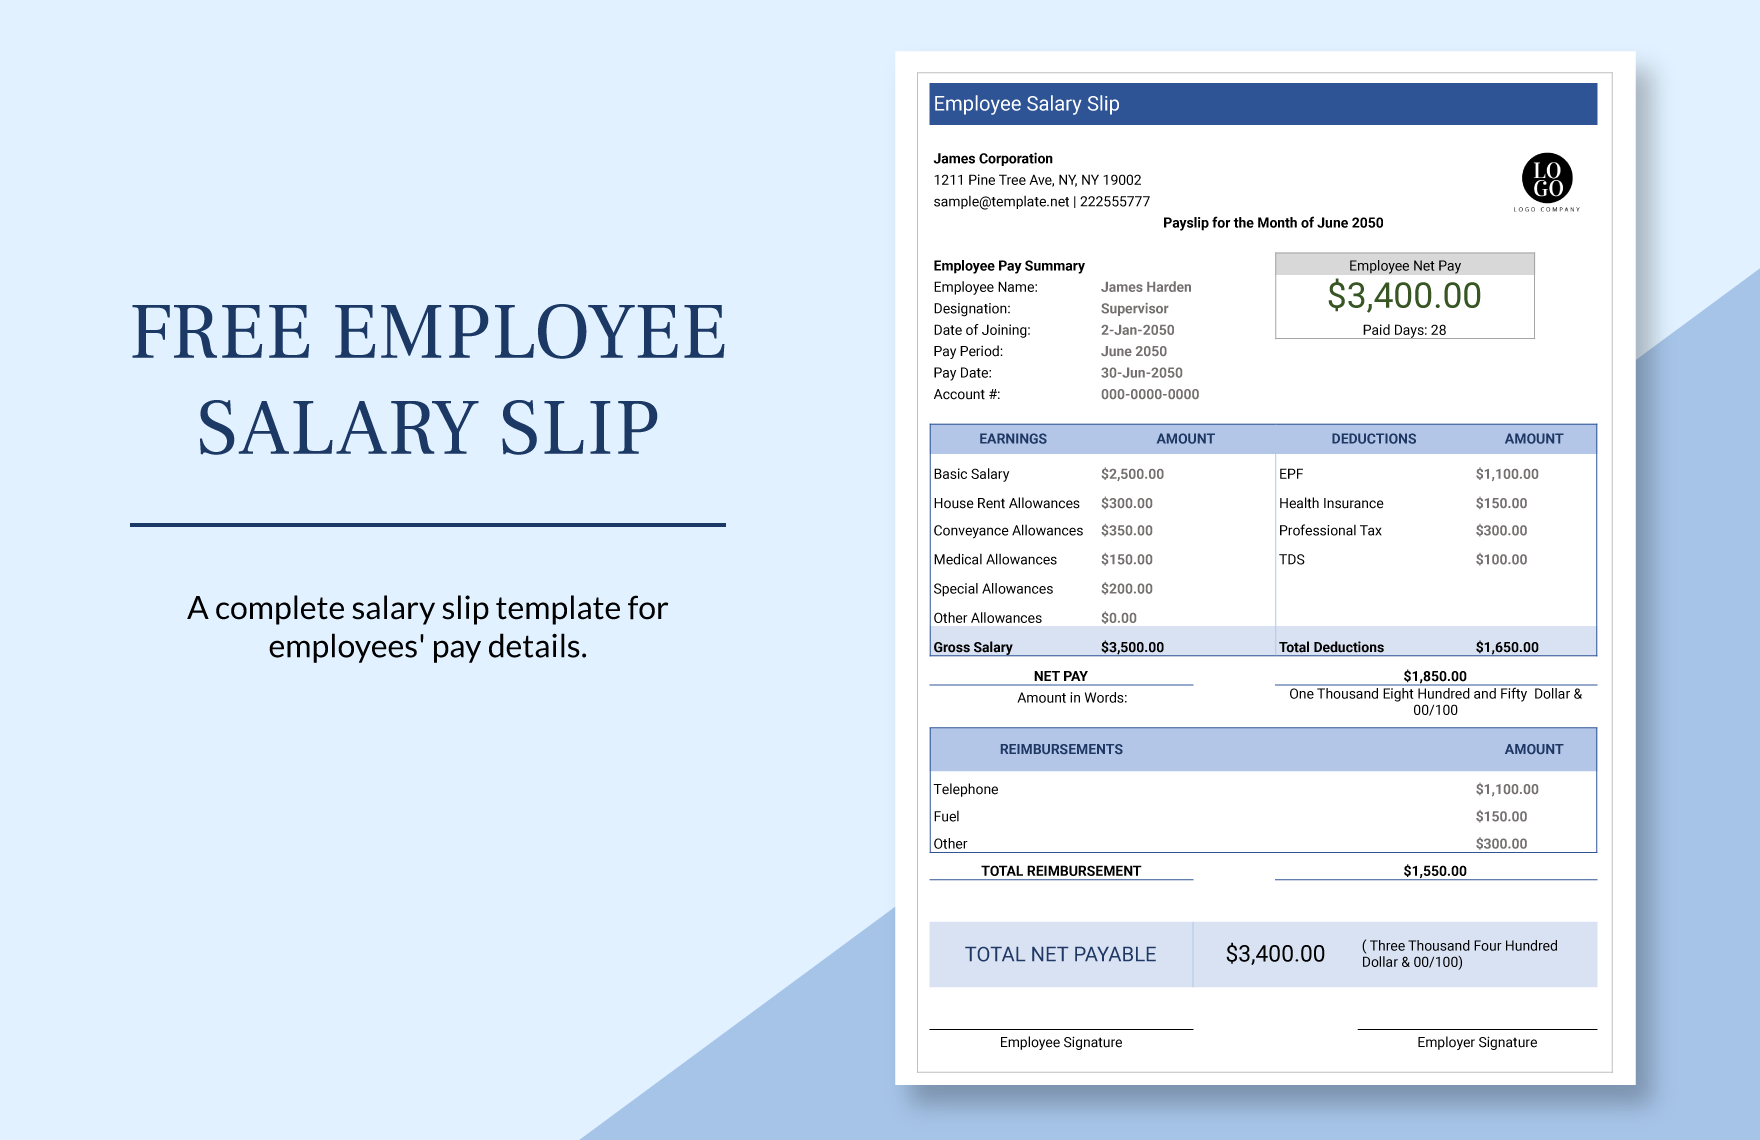 FREE EMPLOYEE
SALARY SLIP
A complete salary slip template for
employees' pay details.
Employee Salary Slip
James Corporation
1211 Pine Tree Ave, NY, NY 19002
sample@template.net | 222555777
LO
GO
LOGO COMPANY
Payslip for the Month of June 2050
Employee Pay Summary
Employee Name: James Harden
Designation: Supervisor
Date of Joining: 2-Jan-2050
Pay Period: June 2050
Pay Date: 30-Jun-2050
Account #: 000-0000-0000
Employee Net Pay
$3,400.00
Paid Days: 28
EARNINGS AMOUNT DEDUCTIONS AMOUNT
Basic Salary $2,500.00 EPF $1,100.00
House Rent Allowances $300.00 Health Insurance $150.00
Conveyance Allowances $350.00 Professional Tax $300.00
Medical Allowances $150.00 TDS $100.00
Special Allowances $200.00
Other Allowances $0.00
Gross Salary $3,500.00 Total Deductions $1,650.00
NET PAY $1,850.00
Amount in Words: One Thousand Eight Hundred and Fifty  Dollar &
00/100
REIMBURSEMENTS AMOUNT
Telephone $1,100.00
Fuel $150.00
Other $300.00
TOTAL REIMBURSEMENT $1,550.00
TOTAL NET PAYABLE $3,400.00 ( Three Thousand Four Hundred
Dollar & 00/100)
Employee Signature Employer Signature